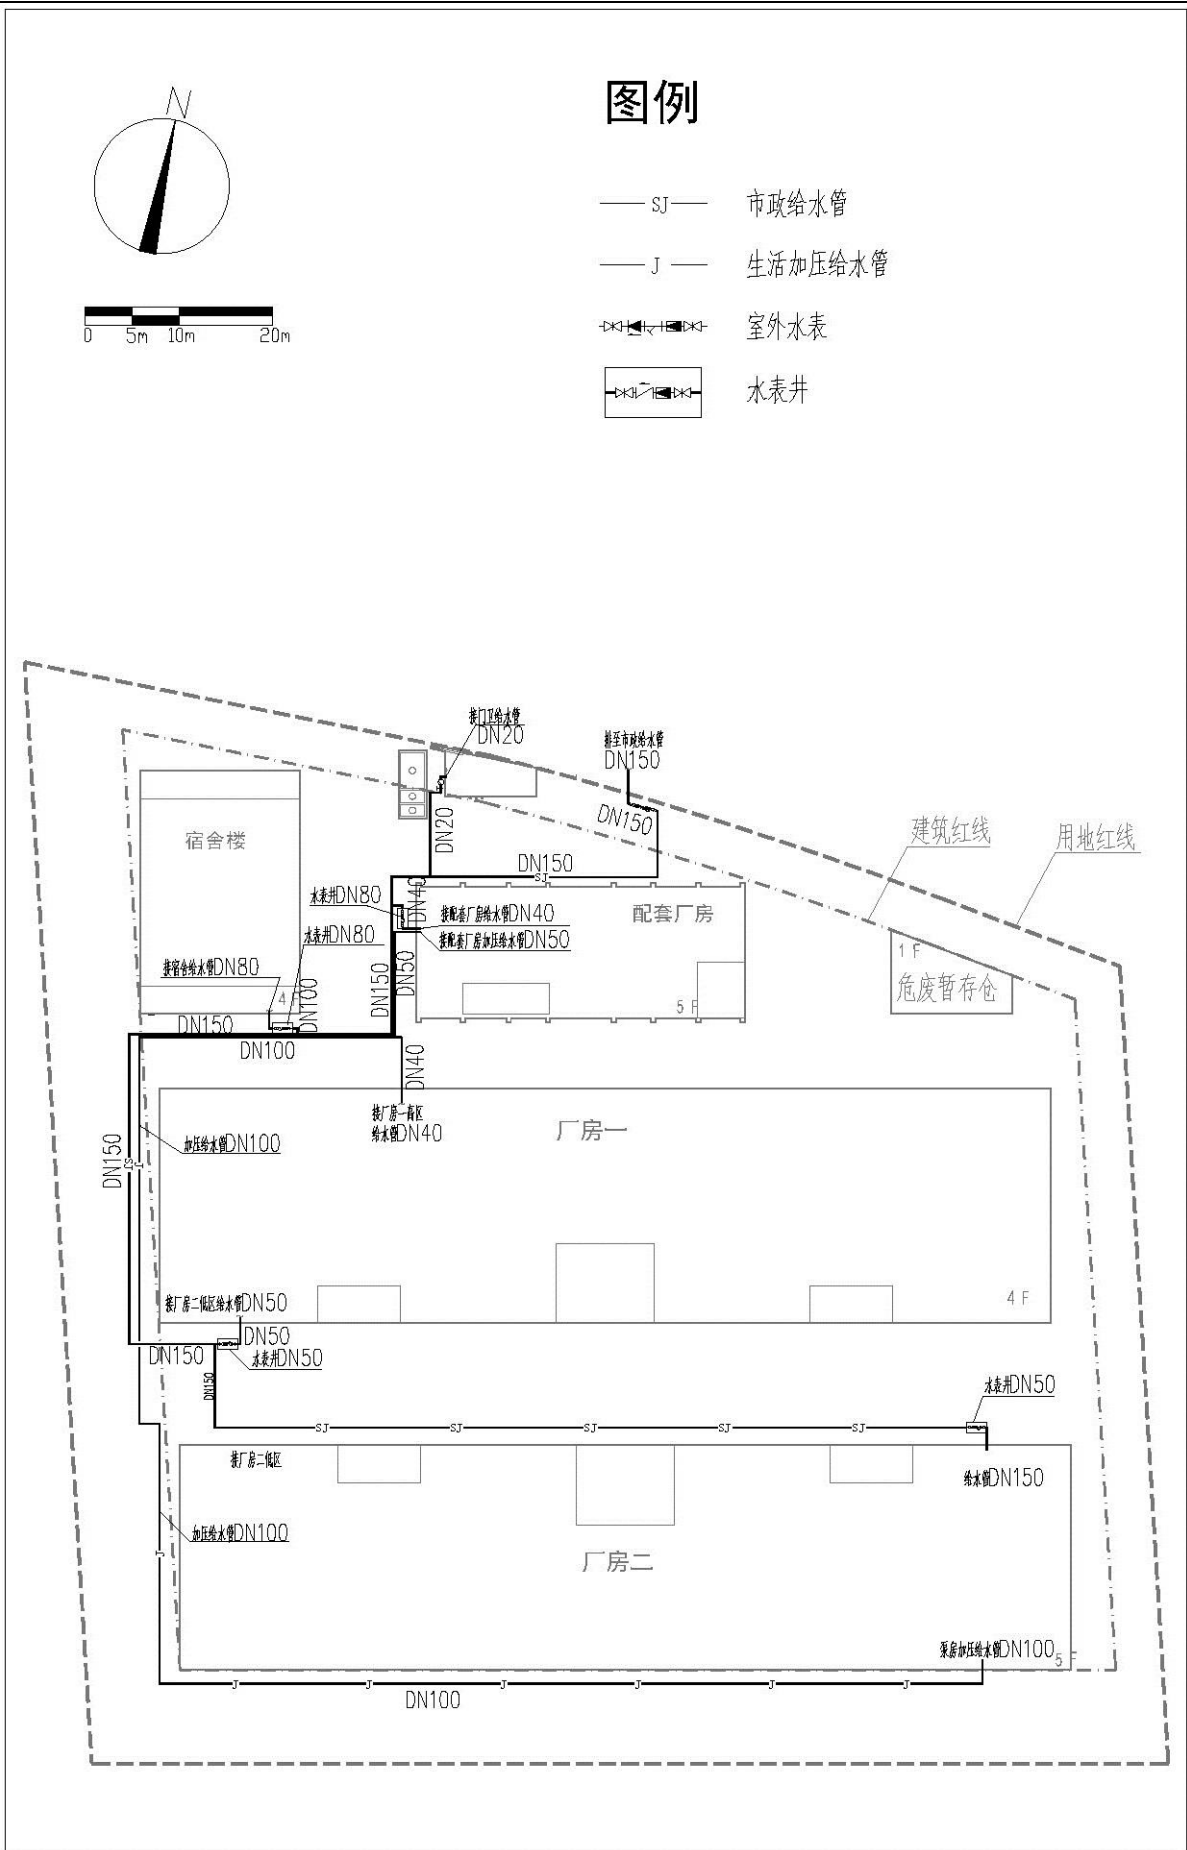 N
图例
SJ 市政给水管
J 生活加压给水管
室外水表
水表井
0 5m 10m 20m
接门卫给水管
DN20
排至市政给水管
DN150
DN150
DN20
宿舍楼
建筑红线
用地红线
DN150
SJ
DN40
水表井DN80
接配套厂房给水管DN40
配套厂房
水表井DN80
接配套厂房加压给水管DN50
1F
危废暂存仓
接宿舍给水管DN80
DN150
DN50
4F
DN100
5F
DN150
DN100
DN40
接厂房一高区
给水管DN40
厂房一
加压给水管DN100
DN150
SJ
J
4F
接厂房二低区给水管DN50
DN50
DN150
水表井DN50
DN150
水表井DN50
SJ SJ SJ SJ SJ
接厂房二低区
给水管DN150
加压给水管DN100
J
厂房二
泵房加压给水管DN100
5F
J J J J J J
DN100